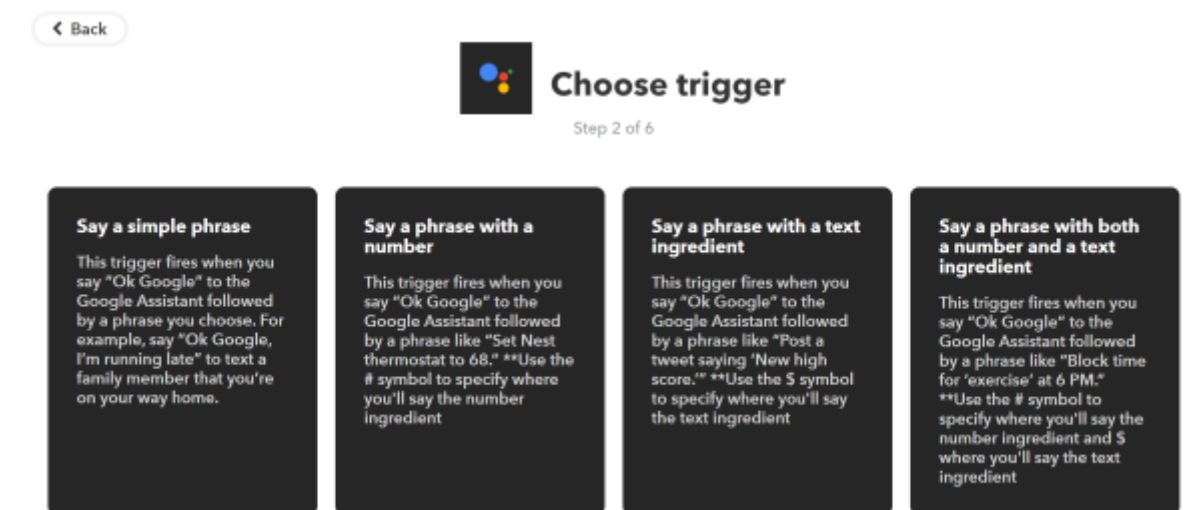 Back
Choose trigger
Step 2 of 6
Say a simple phrase
This trigger fires when you
say “Ok Google” to the
Google Assistant followed
by a phrase you choose. For
example, say “Ok Google,
I’m running late” to text a
family member that you’re
on your way home.
Say a phrase with a
number
This trigger fires when you
say “Ok Google” to the
Google Assistant followed
by a phrase like “Set Nest
thermostat to 68.” **Use the
# symbol to specify where
you’ll say the number
ingredient
Say a phrase with a text
ingredient
This trigger fires when you
say “Ok Google” to the
Google Assistant followed
by a phrase like “Post a
tweet saying ‘New high
score.’” **Use the $ symbol
to specify where you’ll say
the text ingredient
Say a phrase with both
a number and a text
ingredient
This trigger fires when you
say “Ok Google” to the
Google Assistant followed
by a phrase like “Block time
for ‘exercise’ at 6 PM.”
**Use the # symbol to
specify where you’ll say the
number ingredient and $
where you’ll say the text
ingredient